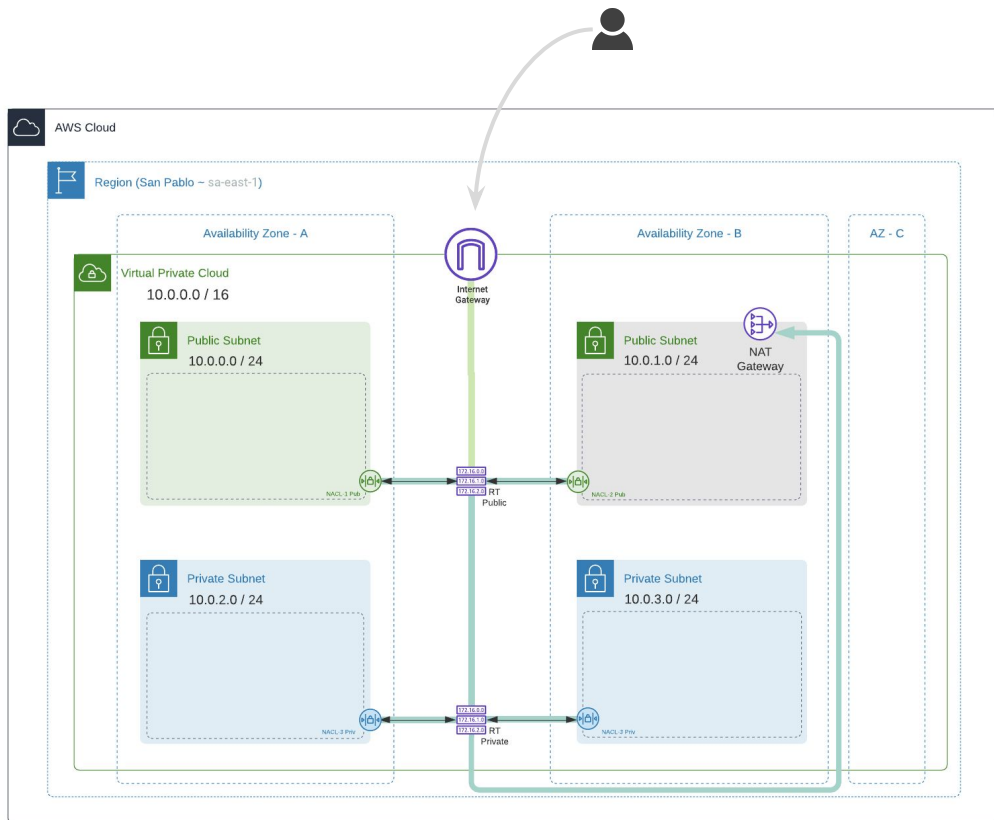 AWS Cloud
Region (San Pablo ~ sa-east-1)
Availability Zone - A
Availability Zone - B
AZ - C
Virtual Private Cloud
10.0.0.0 / 16
Internet
Gateway
Public Subnet
10.0.0.0 / 24
Public Subnet
10.0.1.0 / 24
NAT
Gateway
172.16.0.0
172.16.1.0
172.16.2.0
RT
Public
NACL-1 Pub
NACL-2 Pub
Private Subnet
10.0.2.0 / 24
Private Subnet
10.0.3.0 / 24
172.16.0.0
172.16.1.0
172.16.2.0
RT
Private
NACL-3 Priv
NACL-3 Priv